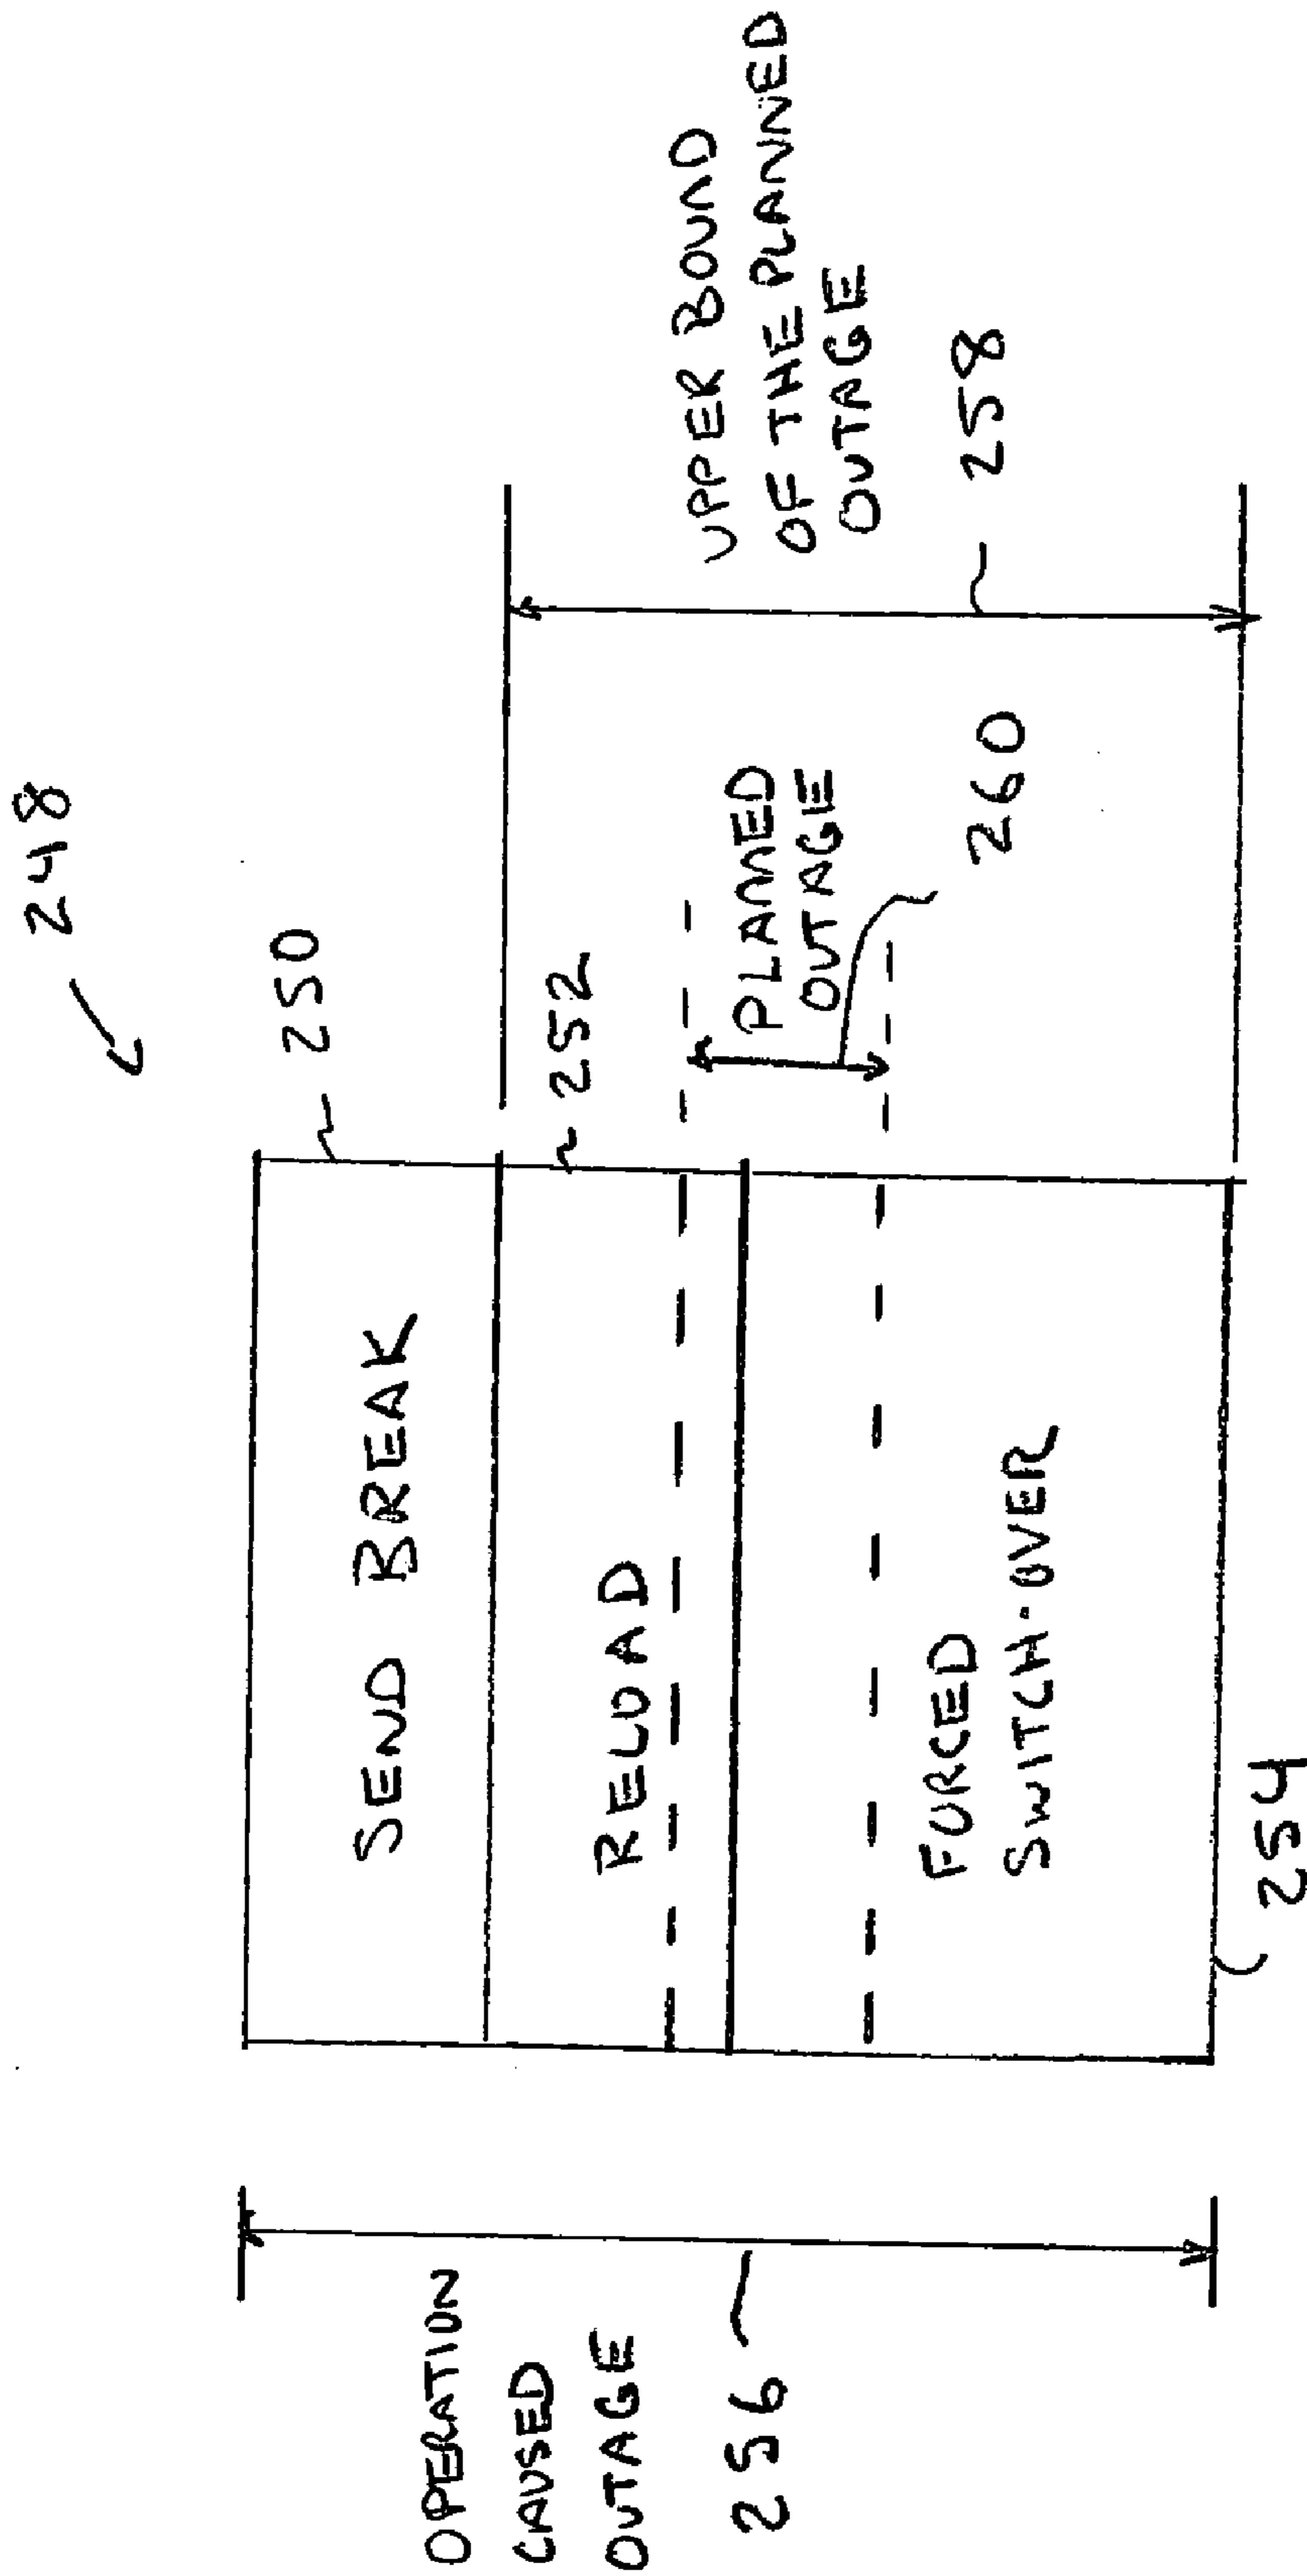 248
250
SEND BREAK
252
RELOAD
FORCED
SWITCH-OVER
254
OPERATION
CAUSED
OUTAGE
256
PLANNED
OUTAGE
260
UPPER BOUND
OF THE PLANNED
OUTAGE
258